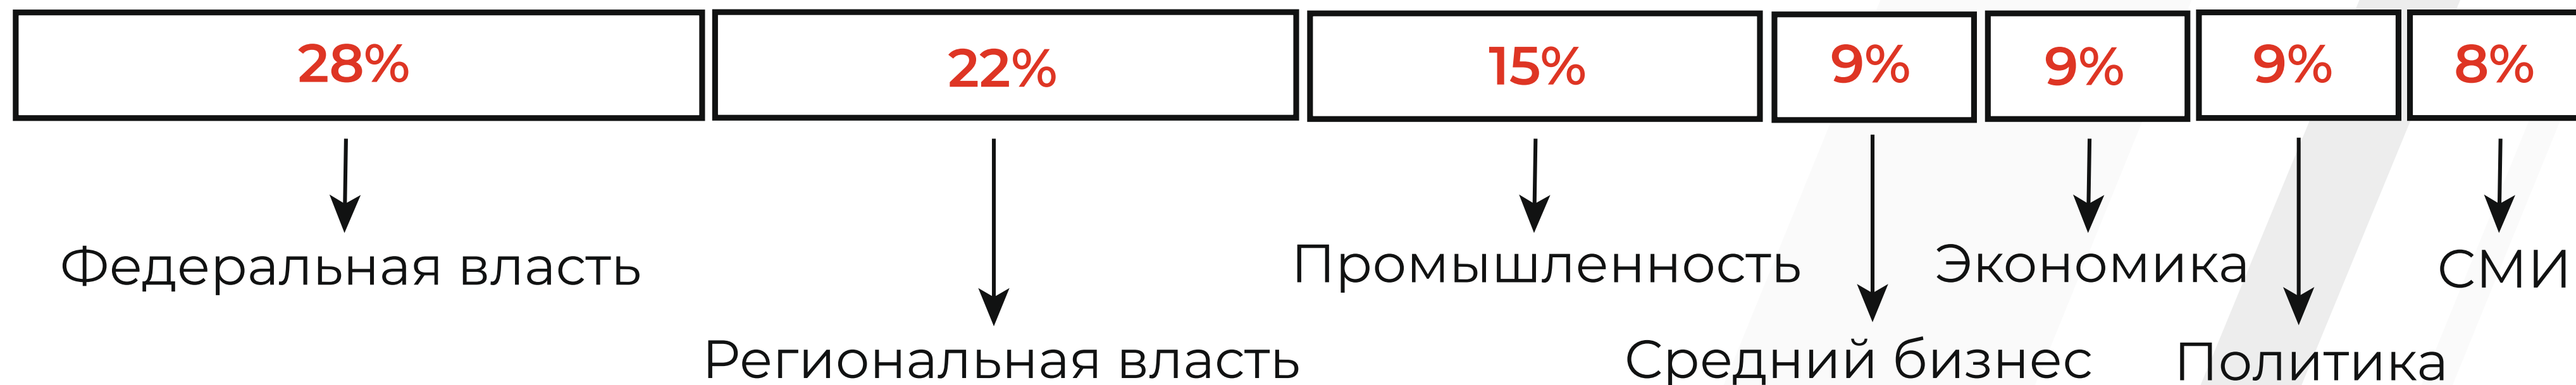 28% 22% 15% 9% 9% 9% 8%
Федеральная власть Промышленность Экономика СМИ
Региональная власть Средний бизнес Политика